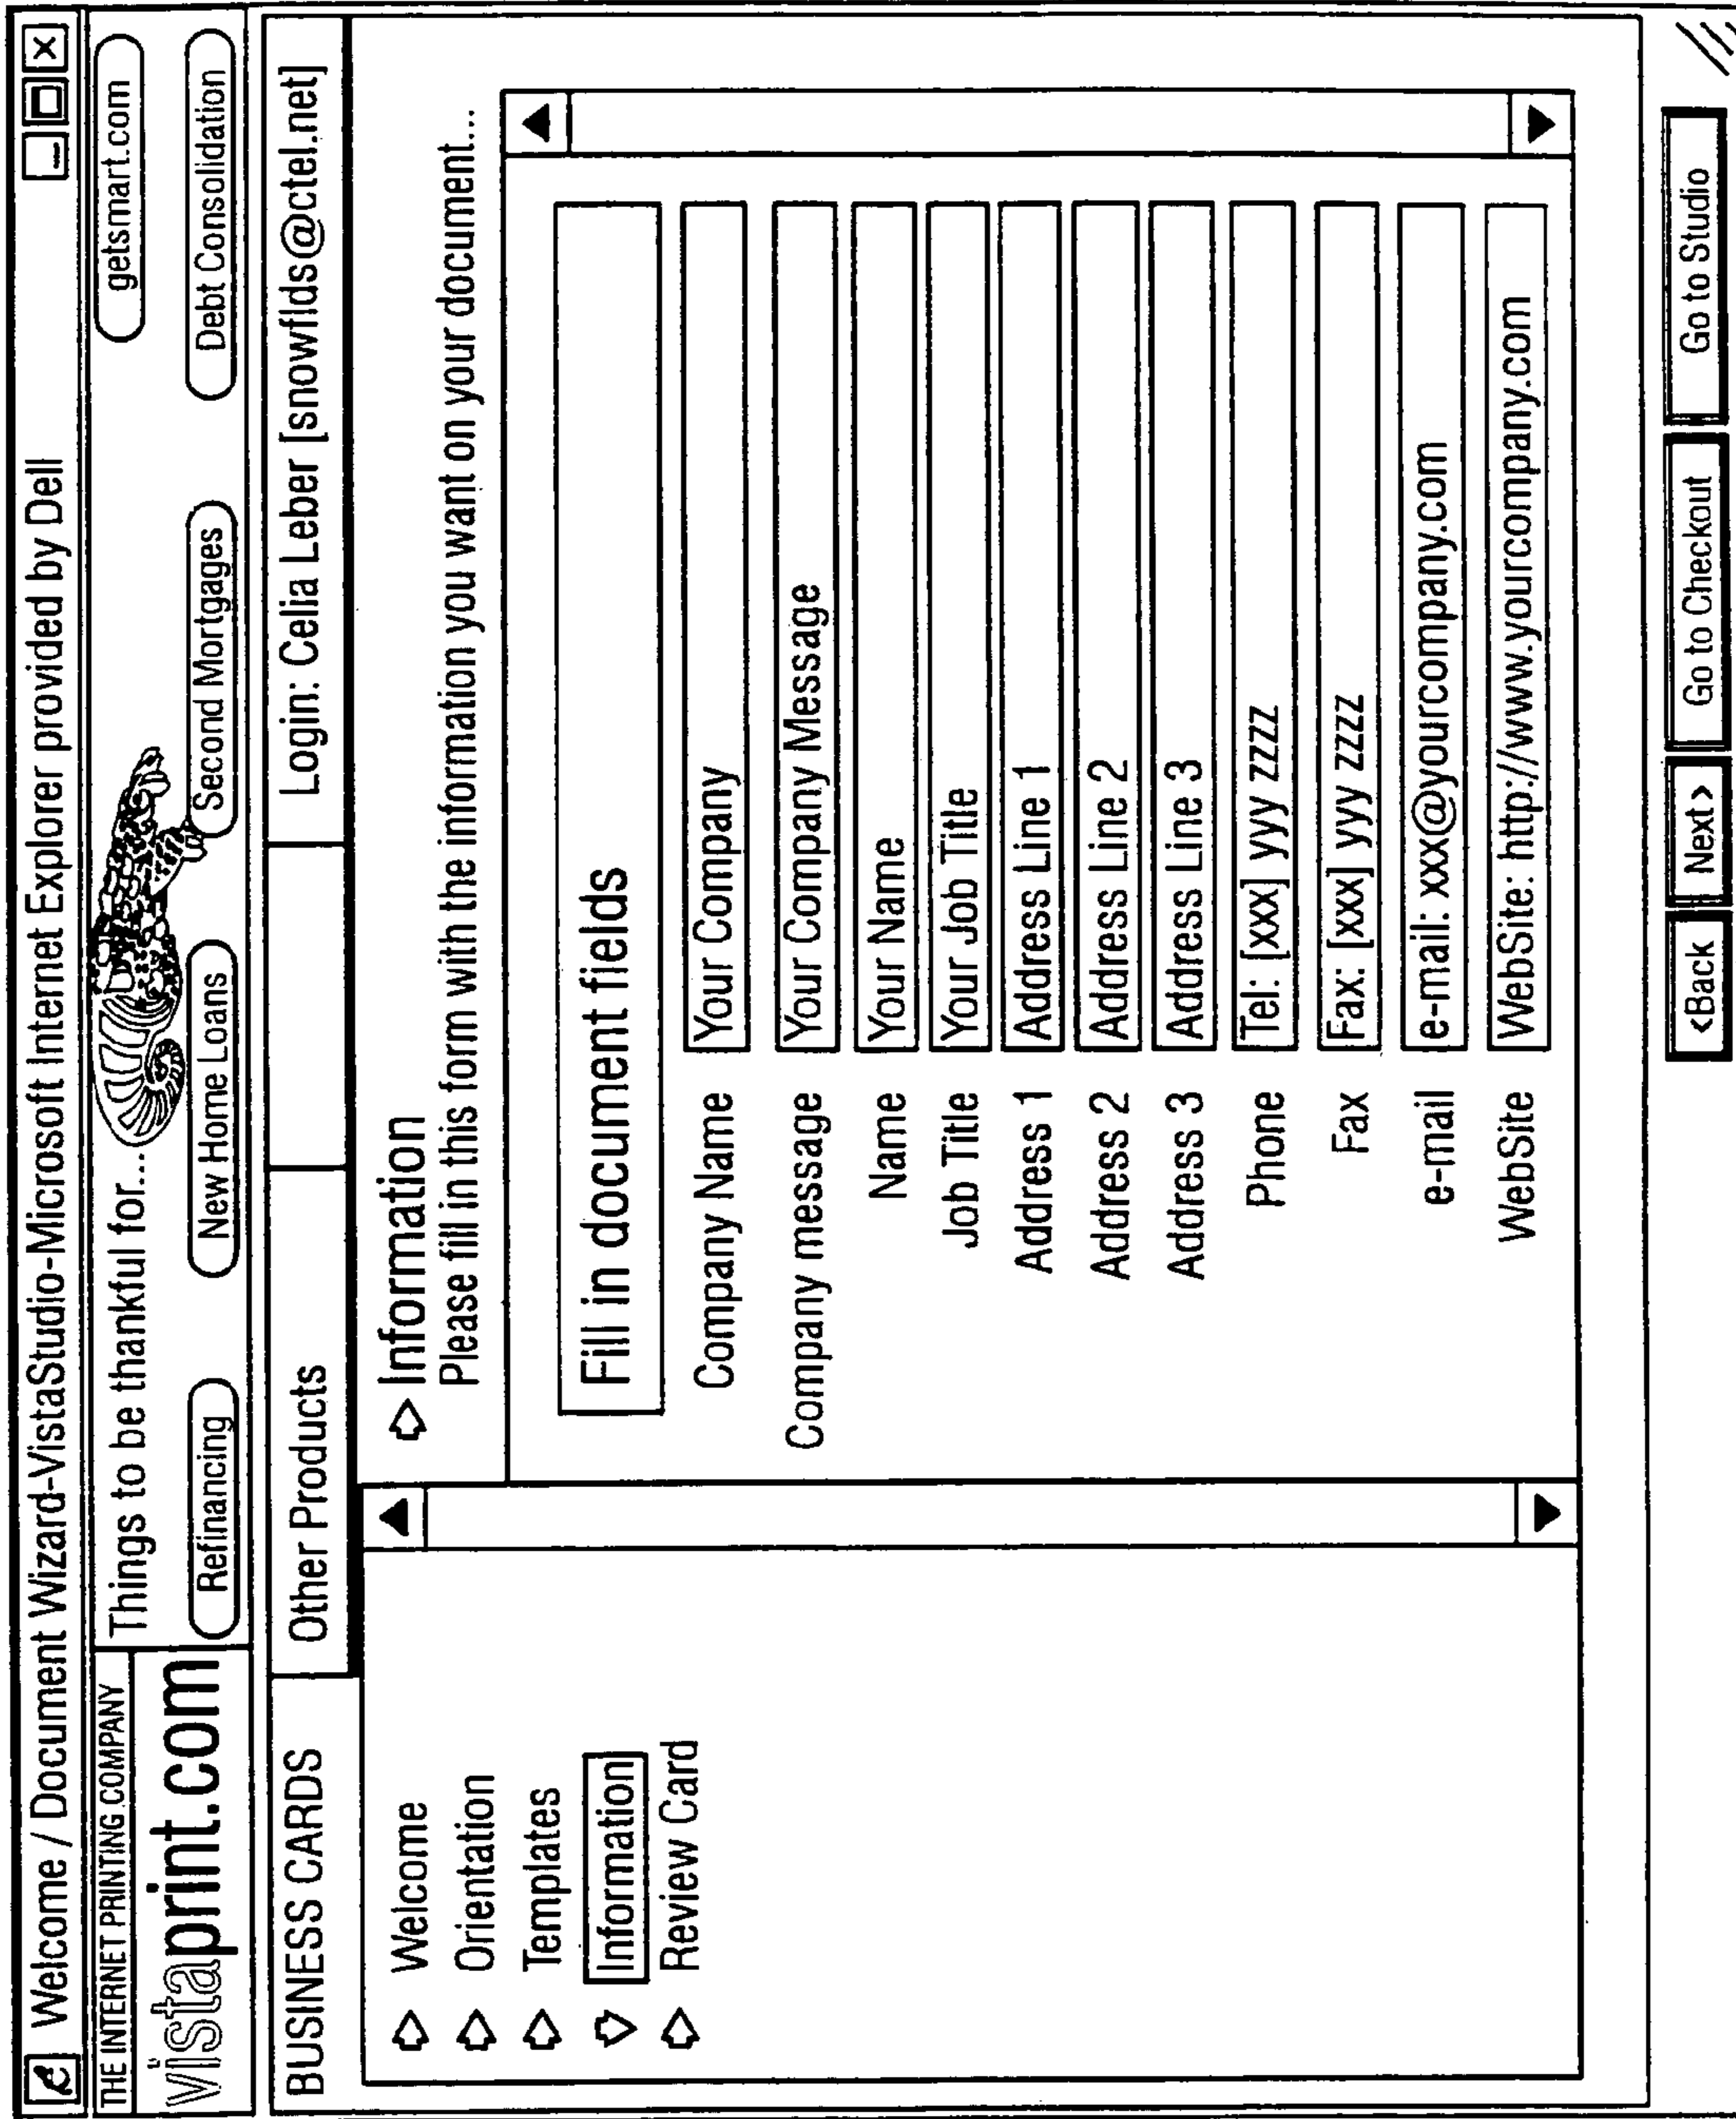 Welcome / Document Wizard-VistaStudio-Microsoft Internet Explorer provided by Dell
THE INTERNET PRINTING COMPANY
vistaprint.com
Things to be thankful for...
getsmart.com
Refinancing
New Home Loans
Second Mortgages
Debt Consolidation
BUSINESS CARDS
Other Products
Login: Celia Leber [snowflds@ctel.net]
Welcome
Orientation
Templates
Information
Review Card
Information
Please fill in this form with the information you want on your document...
Fill in document fields
Company Name Your Company
Company message Your Company Message
Name Your Name
Job Title Your Job Title
Address 1 Address Line 1
Address 2 Address Line 2
Address 3 Address Line 3
Phone Tel: [xxx] yyy zzzz
Fax Fax: [xxx] yyy zzzz
e-mail e-mail: xxx@yourcompany.com
WebSite WebSite: http://www.yourcompany.com
<Back Next> Go to Checkout Go to Studio